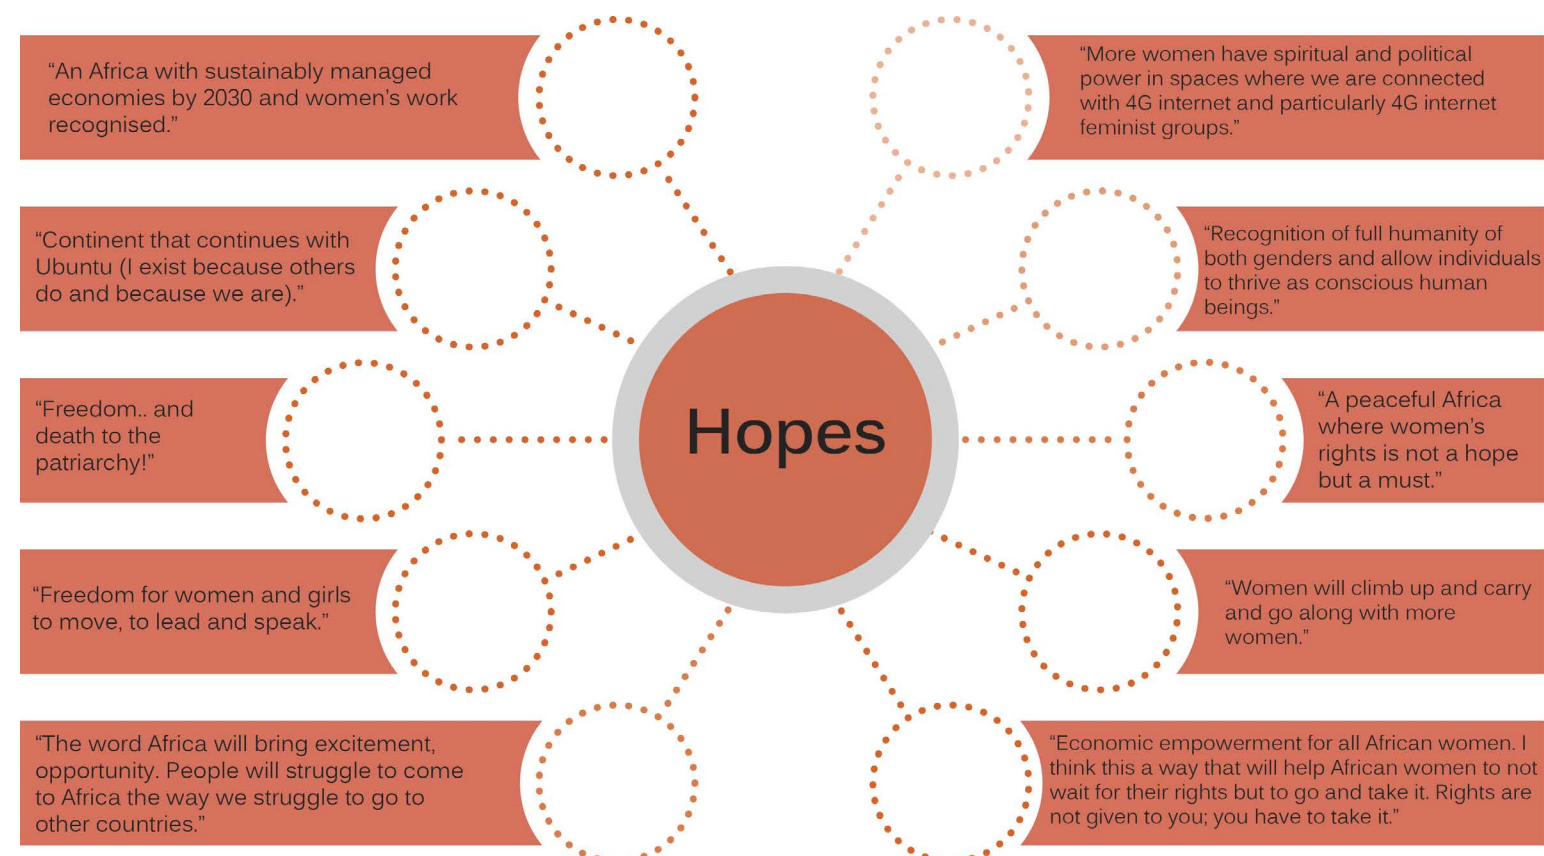 “An Africa with sustainably managed
economies by 2030 and women’s work
recognised.”
“Continent that continues with
Ubuntu (I exist because others
do and because we are).”
“Freedom.. and
death to the
patriarchy!”
“Freedom for women and girls
to move, to lead and speak.”
“The word Africa will bring excitement,
opportunity. People will struggle to come
to Africa the way we struggle to go to
other countries.”
Hopes
“More women have spiritual and political
power in spaces where we are connected
with 4G internet and particularly 4G internet
feminist groups.”
“Recognition of full humanity of
both genders and allow individuals
to thrive as conscious human
beings.”
“A peaceful Africa
where women’s
rights is not a hope
but a must.”
“Women will climb up and carry
and go along with more
women.”
“Economic empowerment for all African women. I
think this a way that will help African women to not
wait for their rights but to go and take it. Rights are
not given to you; you have to take it.”